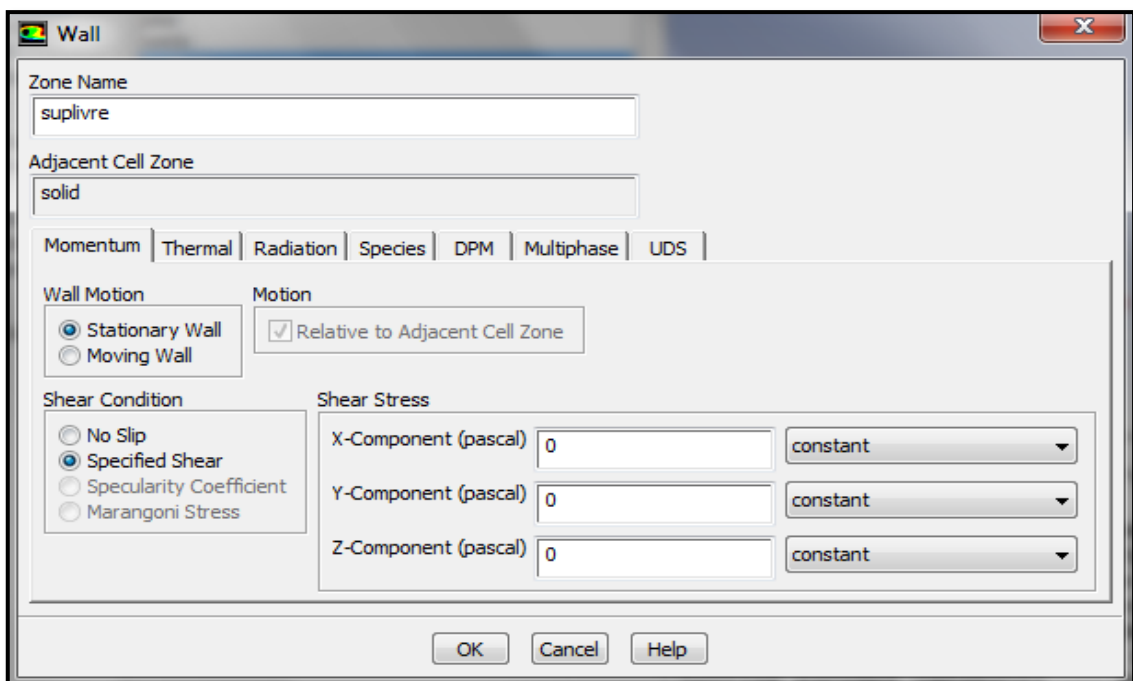 Wall
Zone Name
suplivre
Adjacent Cell Zone
solid
Momentum Thermal Radiation Species DPM Multiphase UDS
Wall Motion Motion
Stationary Wall Relative to Adjacent Cell Zone
Moving Wall
Shear Condition Shear Stress
No Slip X-Component (pascal) 0 constant
Specified Shear
Specularity Coefficient Y-Component (pascal) 0 constant
Marangoni Stress
Z-Component (pascal) 0 constant
OK Cancel Help